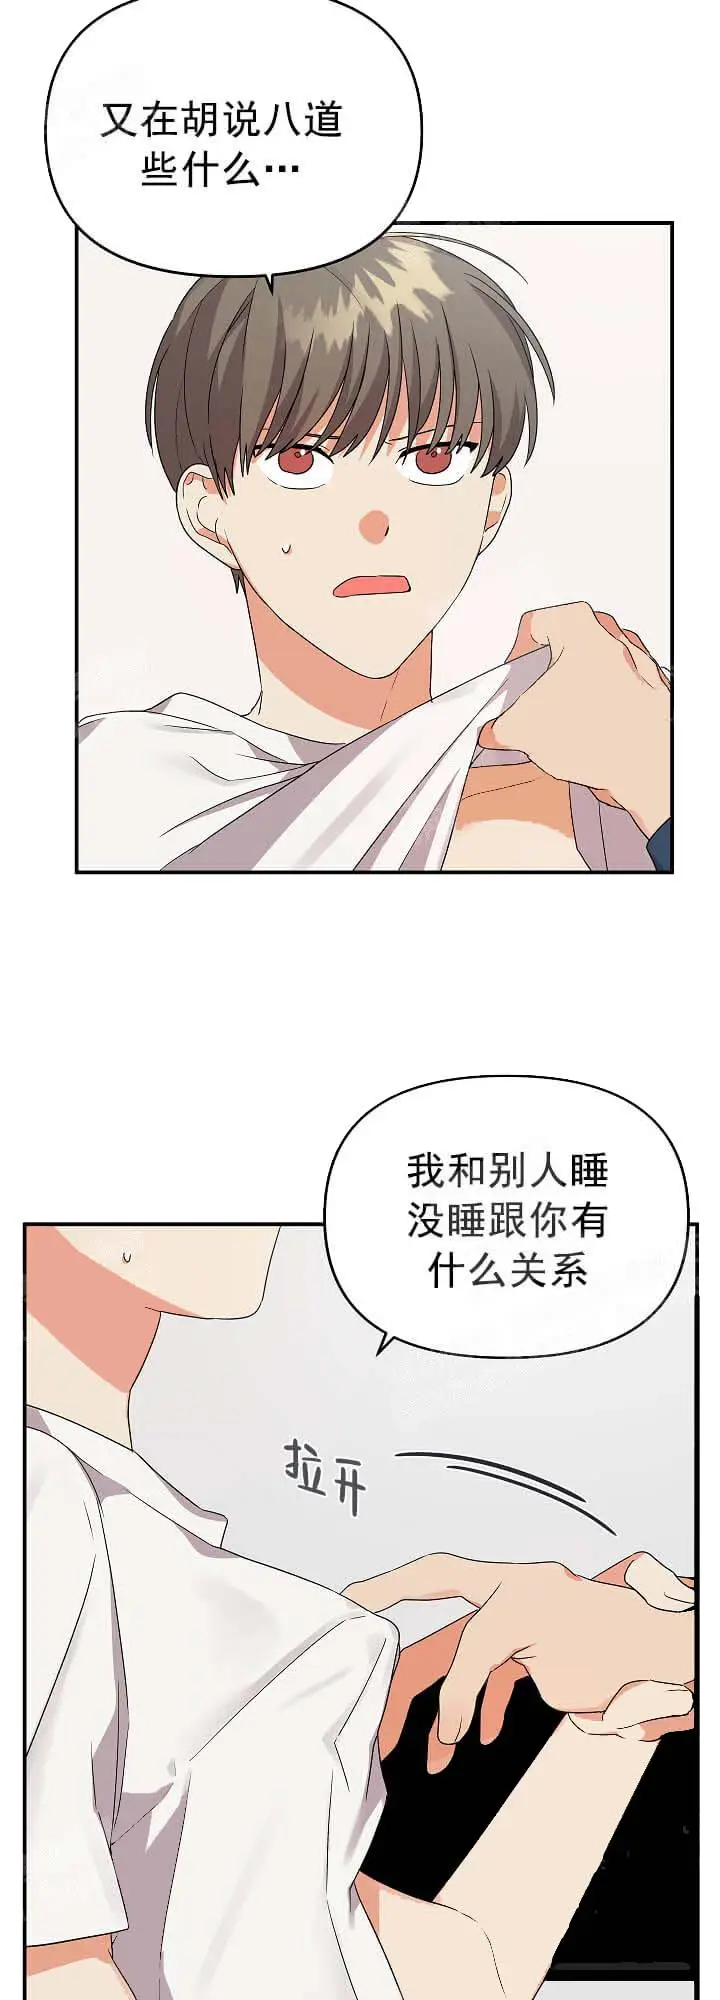 又在胡说八道
些什么…
我和别人睡
没睡跟你有
什么关系
拉开